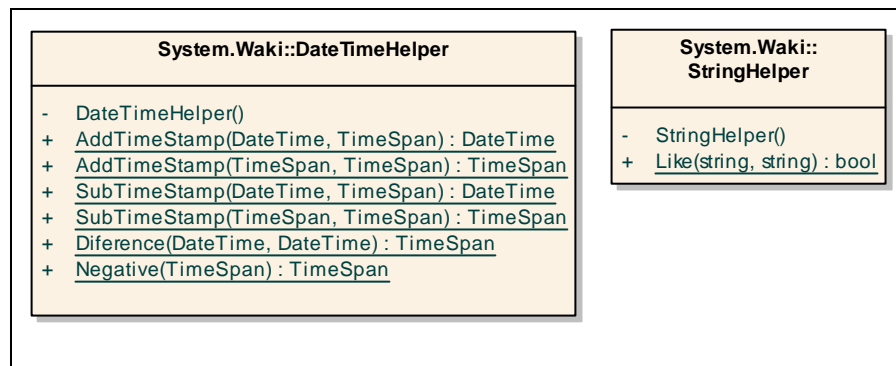 System.Waki::DateTimeHelper
- DateTimeHelper()
+ AddTimeStamp(DateTime, TimeSpan) : DateTime
+ AddTimeStamp(TimeSpan, TimeSpan) : TimeSpan
+ SubTimeStamp(DateTime, TimeSpan) : DateTime
+ SubTimeStamp(TimeSpan, TimeSpan) : TimeSpan
+ Diference(DateTime, DateTime) : TimeSpan
+ Negative(TimeSpan) : TimeSpan
System.Waki::
StringHelper
- StringHelper()
+ Like(string, string) : bool